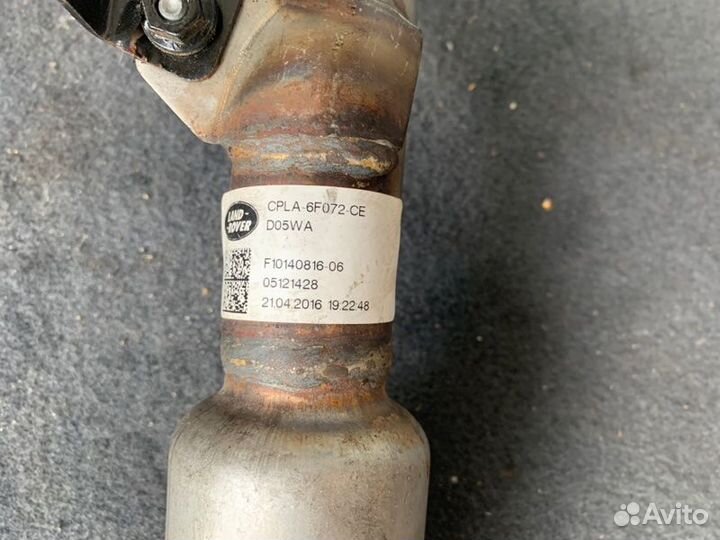 LAND-
-ROVER
CPLA-6F072-CE
D05WA
F10140816-06
05121428
21.04.2016 19:22:48
Avito